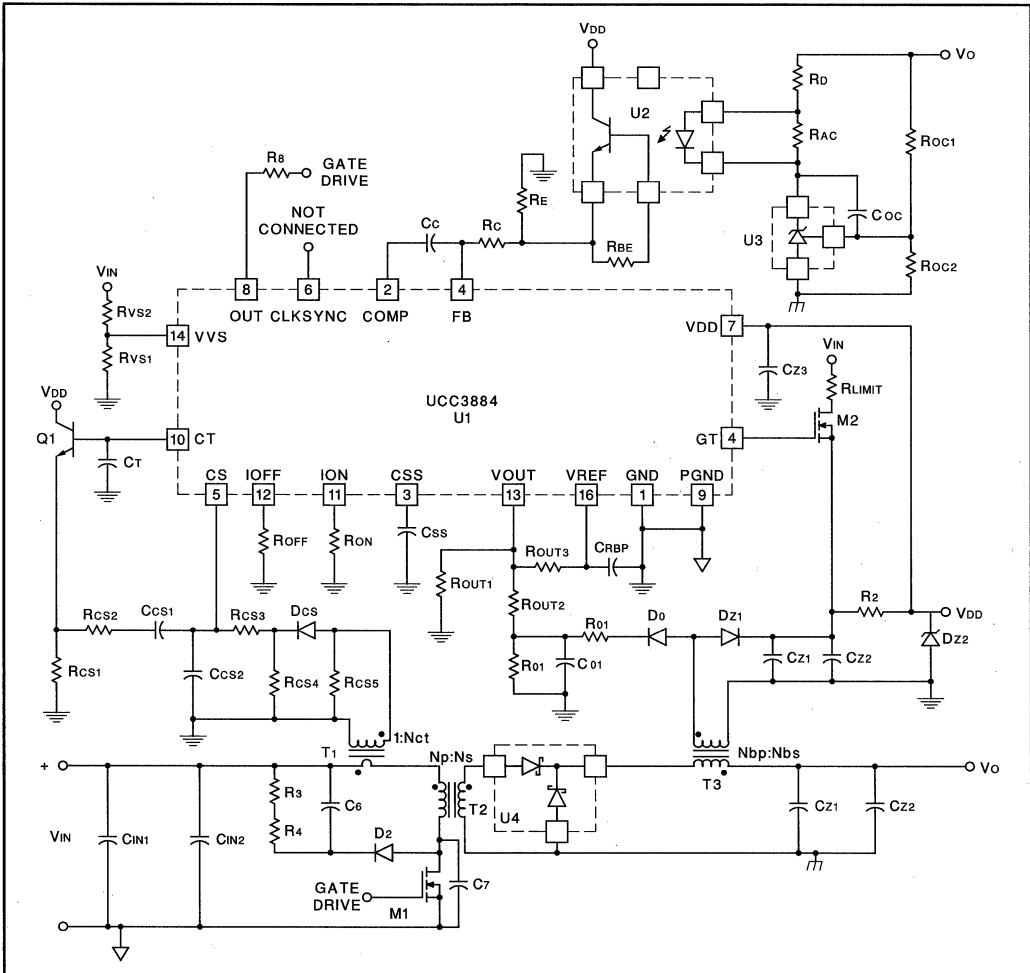 VDD
VO
RD
U2
RAC
ROC1
R8
GATE
DRIVE
NOT
CONNECTED
RE
COC
CC
RC
U3
RBE
ROC2
VIN
RVS2
8
6
2
4
OUT
CLKSYNC
COMP
FB
14
VVS
VDD
7
RVS1
VIN
CZ3
RLIMIT
VDD
UCC3884
U1
M2
Q1
10
CT
GT
4
CT
CS
IOFF
ION
CSS
VOUT
VREF
GND
PGND
5
12
11
3
13
16
1
9
ROFF
RON
CSS
ROUT3
CRBP
ROUT1
ROUT2
R2
VDD
RCS2
CCS1
RCS3
DCS
R01
D0
DZ1
DZ2
RCS1
CCS2
RCS4
RCS5
R01
C01
CZ1
CZ2
1:Nct
T1
Np:Ns
Nbp:Nbs
+
T2
U4
T3
VO
R3
C6
CZ1
CZ2
VIN
CIN1
CIN2
R4
D2
C7
GATE
DRIVE
M1